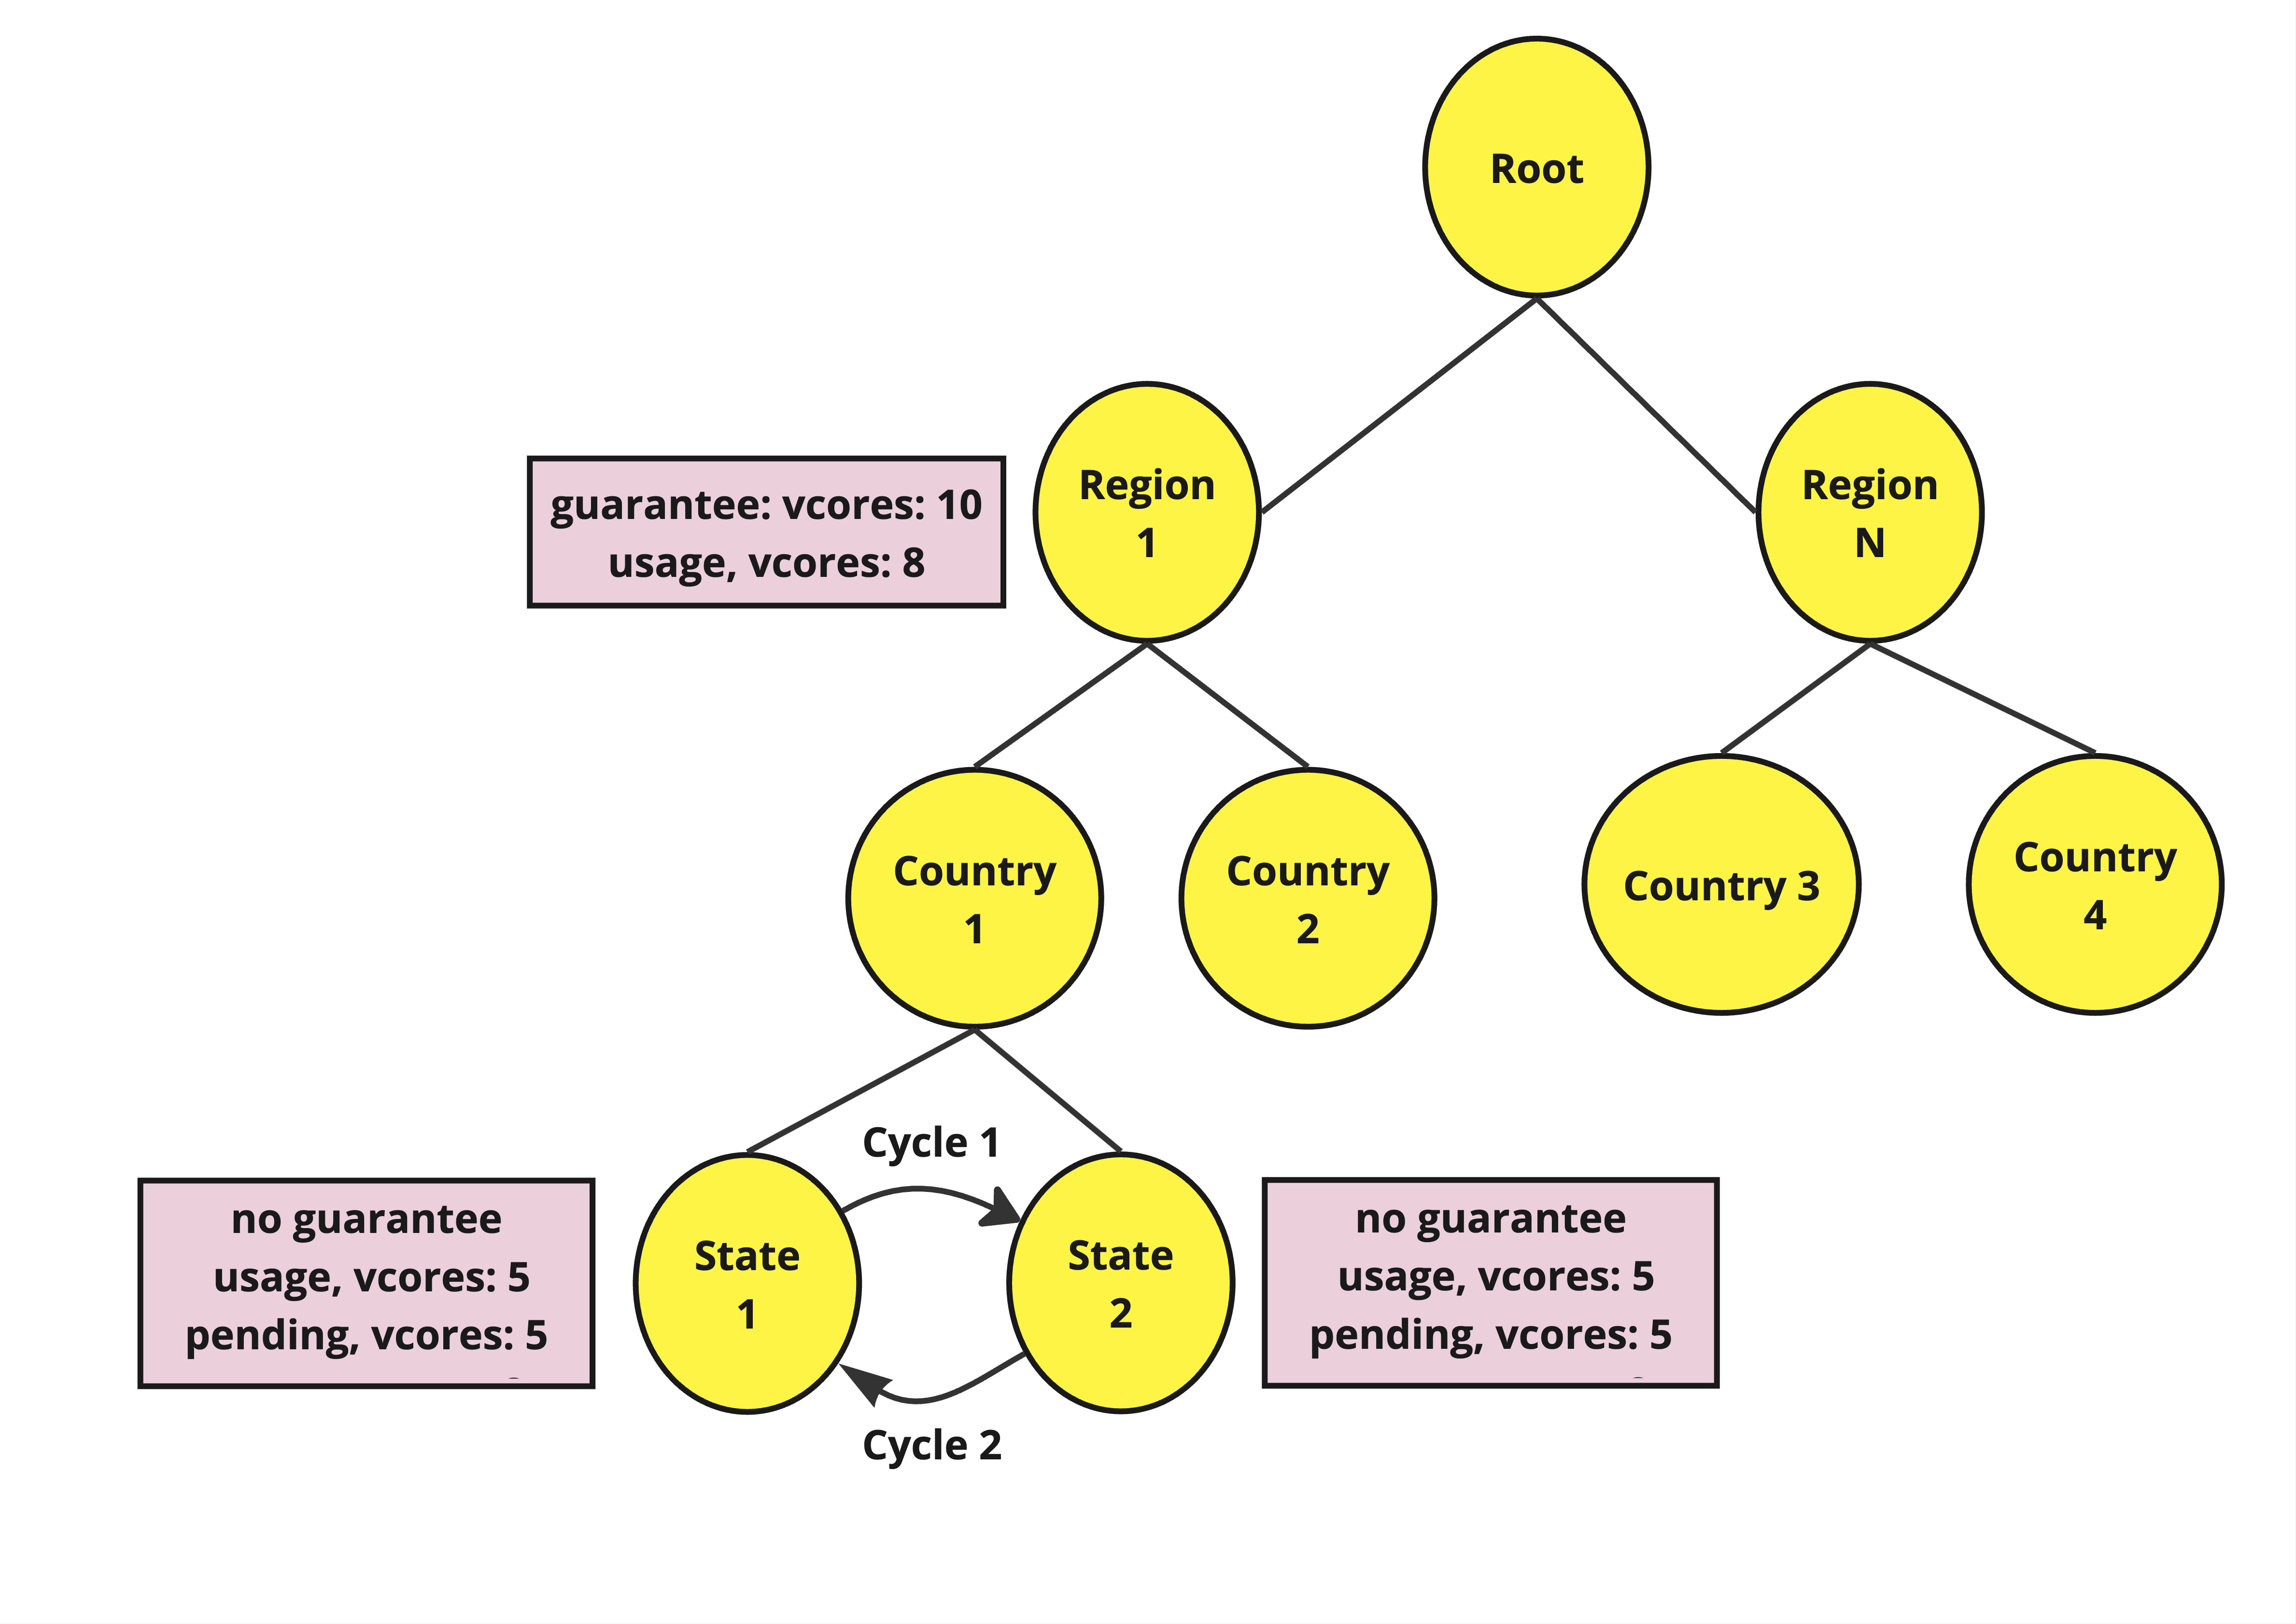 Root
Region
1
Region
N
guarantee: vcores: 10
usage, vcores: 8
Country
1
Country
2
Country 3
Country
4
Cycle 1
no guarantee
usage, vcores: 5
pending, vcores: 5
State
1
State
2
no guarantee
usage, vcores: 5
pending, vcores: 5
Cycle 2